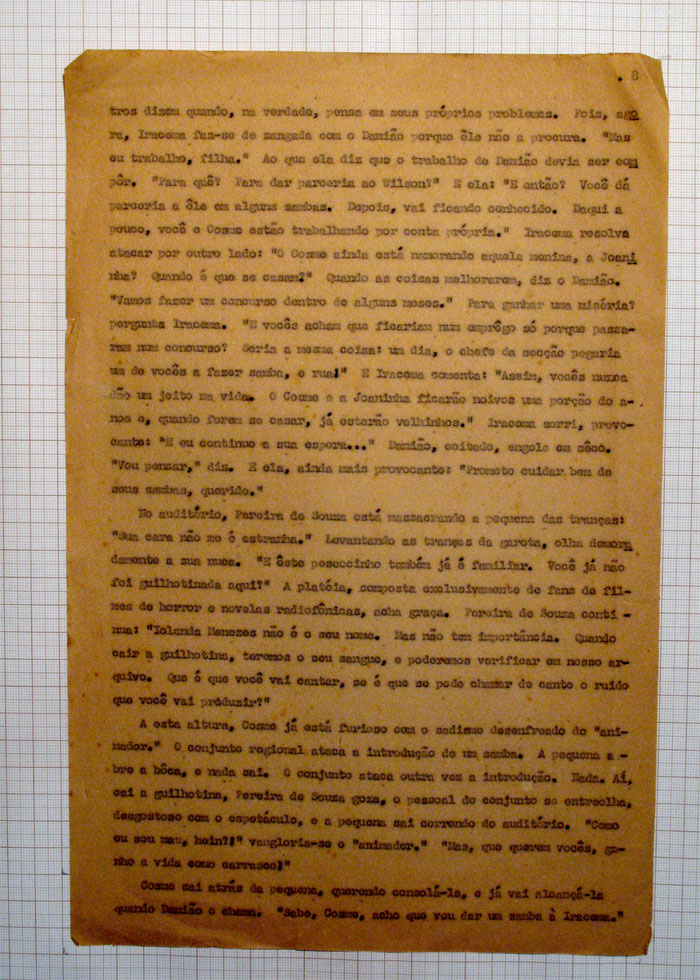 . 8
tros dizem quando, na verdade, pensa em seus próprios problemas. Pois, ago
ra, Iracema faz-se de zangada com o Damião porque êle não a procura. "Mas
eu trabalho, filha." Ao que ela diz que o trabalho de Damião devia ser com
pôr. "Para quê? Para dar parceria ao Wilson?" E ela: "E então? Você dá
parceria a êle em alguns sambas. Depois, vai ficando conhecido. Daqui a
pouco, você e Cosme estão trabalhando por conta própria." Iracema resolve
atacar por outro lado: "O Cosme ainda está namorando aquela menina, a Joani
nha? Quando é que se casam?" Quando as coisas melhorarem, diz o Damião.
"Vamos fazer um concurso dentro de alguns meses." Para ganhar uma miséria?
pergunta Iracema. "E vocês acham que ficariam num emprêgo só porque passa-
ram num concurso? Seria a mesma coisa: um dia, o chefe da secção pegaria
um de vocês a fazer samba, e rua!" E Iracema comenta: "Assim, vocês nunca
dão um jeito na vida. O Cosme e a Joaninha ficarão noivos uma porção de a-
nos e, quando forem se casar, já estarão velhinhos." Iracema sorri, provo-
cante: "E eu continuo a sua espera..." Damião, coitado, engole em sêco.
"Vou pensar," diz. E ela, ainda mais provocante: "Prometo cuidar bem de
seus sambas, querido."
No auditório, Pereira de Souza está massacrando a pequena das tranças:
"Sua cara não me é estranha." Levantando as tranças da garota, olha demora
damente a sua nuca. "E êste pescocinho também já é familiar. Você já não
foi guilhotinada aqui?" A platéia, composta exclusivamente de fans de fil-
mes de horror e novelas radiofônicas, acha graça. Pereira de Souza conti -
nua: "Iolanda Menezes não é o seu nome. Mas não tem importância. Quando
cair a guilhotina, teremos o seu sangue, e poderemos verificar em nosso ar-
quivo. Que é que você vai cantar, se é que se pode chamar de canto o ruido
que você vai produzir?"
A esta altura, Cosme já está furioso com o sadismo desenfreado do "ani-
mador." O conjunto regional ataca a introdução de um samba. A pequena a -
bre a bôca, e nada sai. O conjunto ataca outra vez a introdução. Nada. Aí,
cai a guilhotina, Pereira de Souza goza, o pessoal do conjunto se entreolha,
desgostoso com o espetáculo, e a pequena sai correndo do auditório. "Como
eu sou mau, hein?!" vangloria-se o "animador." "Mas, que querem vocês, ga-
nho a vida como carrasco!"
Cosme sai atrás da pequena, querendo consolá-la, e já vai alcançá-la
quando Damião o chama. "Sabe, Cosme, acho que vou dar um samba à Iracema."